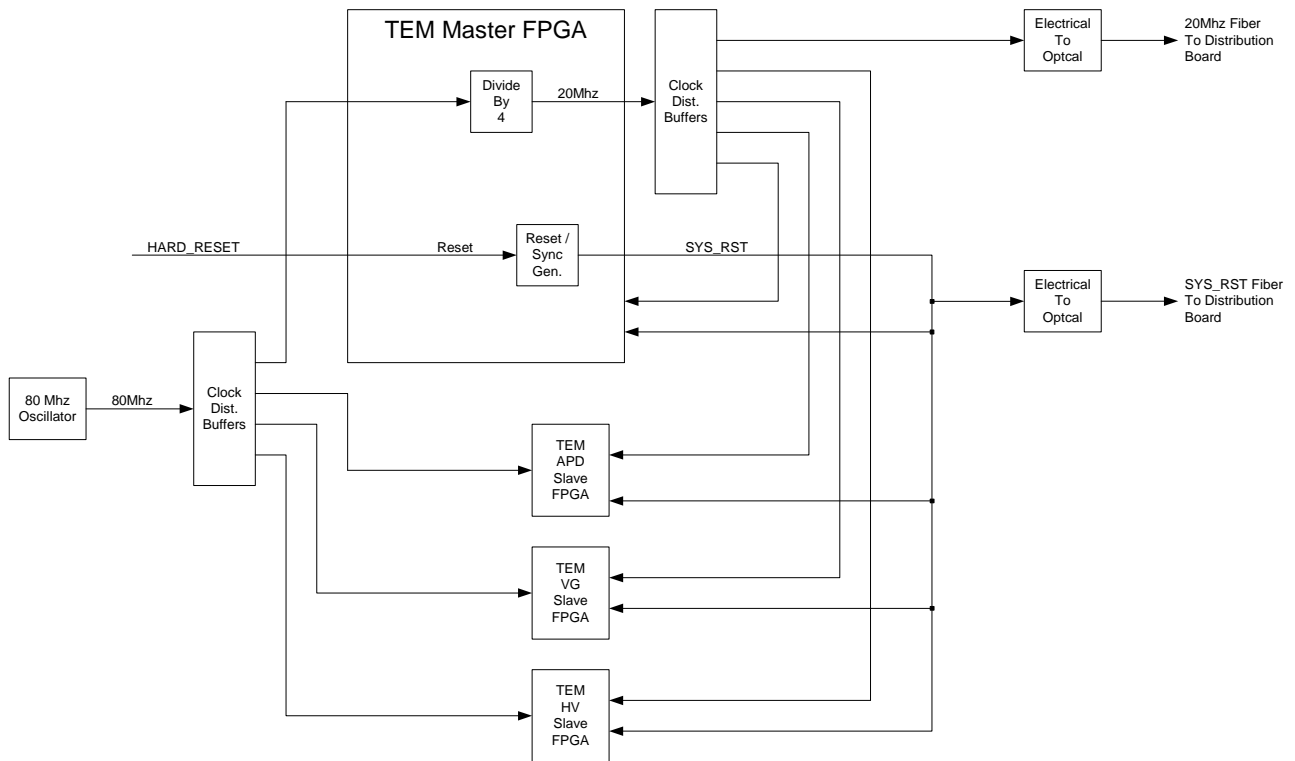 TEM Master FPGA
Divide
By
4
20Mhz
Clock
Dist.
Buffers
Electrical
To
Optcal
20Mhz Fiber
To Distribution
Board
HARD_RESET
Reset
Reset /
Sync
Gen.
SYS_RST
Electrical
To
Optcal
SYS_RST Fiber
To Distribution
Board
80 Mhz
Oscillator
80Mhz
Clock
Dist.
Buffers
TEM
APD
Slave
FPGA
TEM
VG
Slave
FPGA
TEM
HV
Slave
FPGA